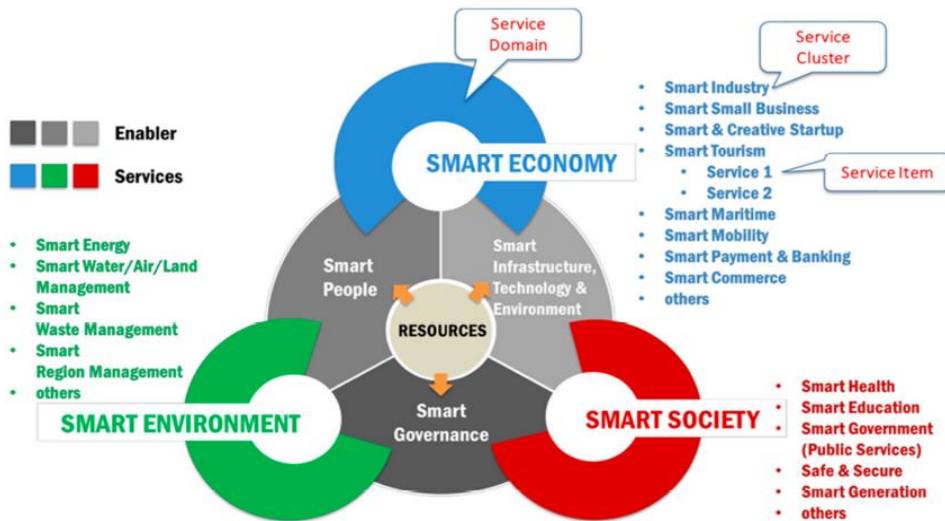 Service
Domain
Service
Cluster
Enabler
Services
SMART ECONOMY
Smart Industry
Smart Small Business
Smart & Creative Startup
Smart Tourism
Service 1
Service 2
Smart Maritime
Smart Mobility
Smart Payment & Banking
Smart Commerce
others
Service Item
Smart Energy
Smart Water/Air/Land
Management
Smart
Waste Management
Smart
Region Management
others
Smart
People
Smart
Infrastructure,
Technology &
Environment
RESOURCES
Smart
Governance
SMART ENVIRONMENT
SMART SOCIETY
Smart Health
Smart Education
Smart Government
(Public Services)
Safe & Secure
Smart Generation
others